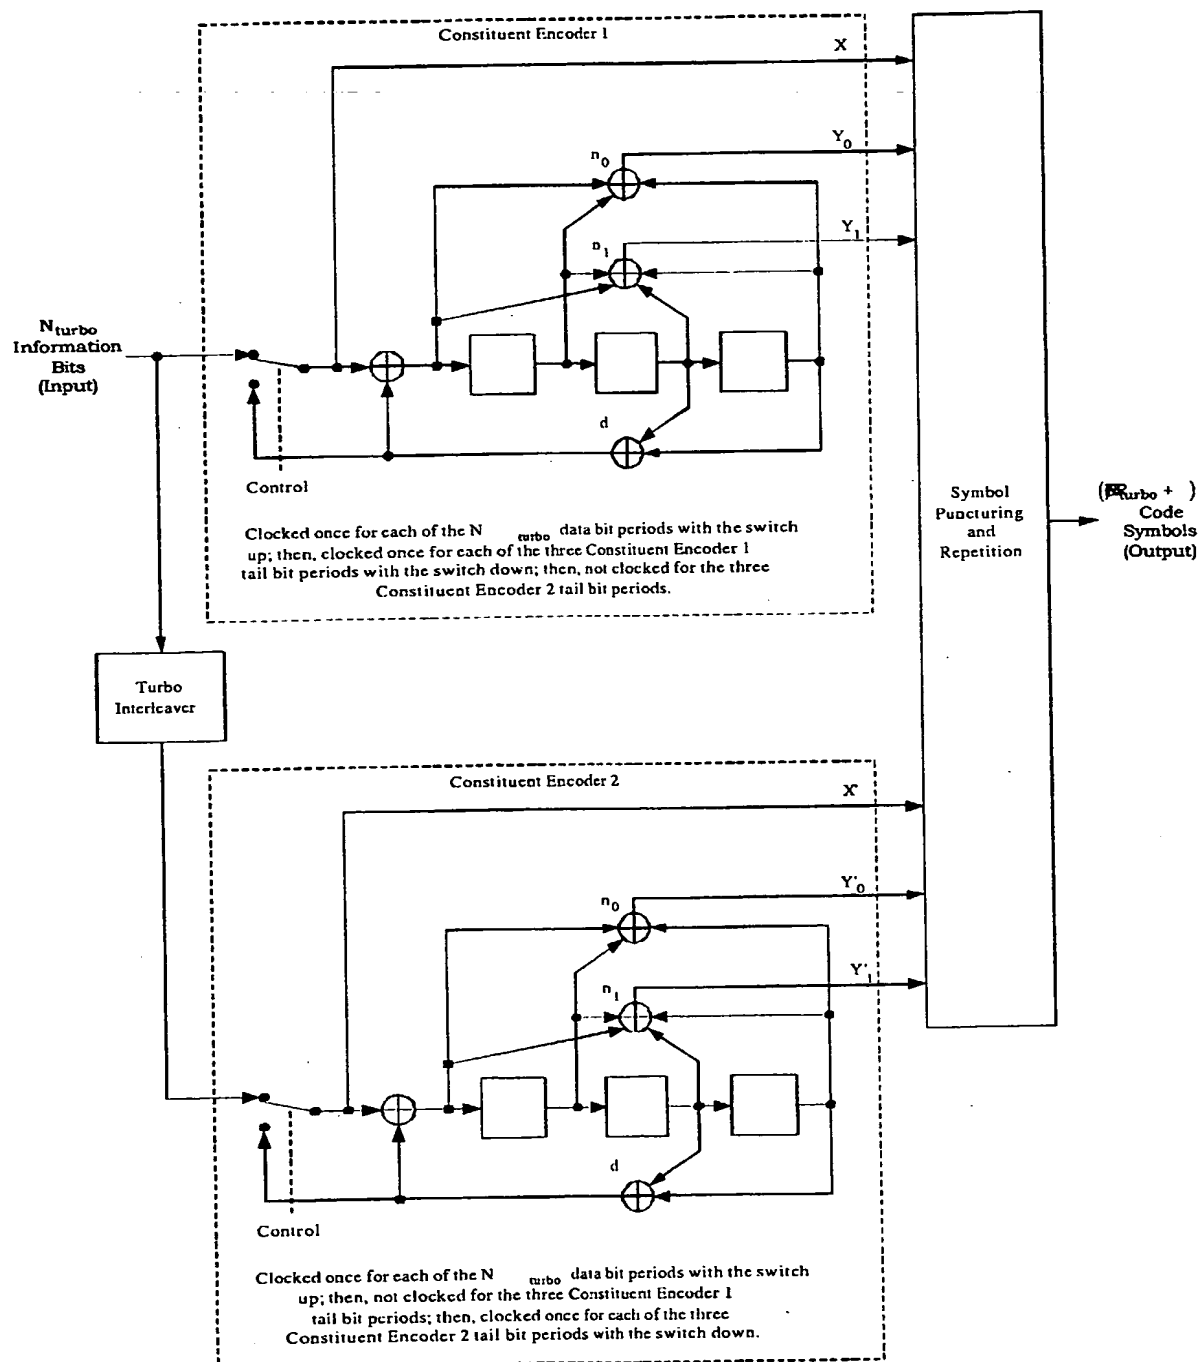 Constituent Encoder 1
X
n0
Y0
n1
Y1
Nturbo
Information
Bits
(Input)
d
Control
Clocked once for each of the N turbo data bit periods with the switch
up; then, clocked once for each of the three Constituent Encoder 1
tail bit periods with the switch down; then, not clocked for the three
Constituent Encoder 2 tail bit periods.
Symbol
Puncturing
and
Repetition
turbo + )
Code
Symbols
(Output)
Turbo
Interleaver
Constituent Encoder 2
X'
n0
Y'0
n1
Y'1
d
Control
Clocked once for each of the N turbo data bit periods with the switch
up; then, not clocked for the three Constituent Encoder 1
tail bit periods; then, clocked once for each of the three
Constituent Encoder 2 tail bit periods with the switch down.